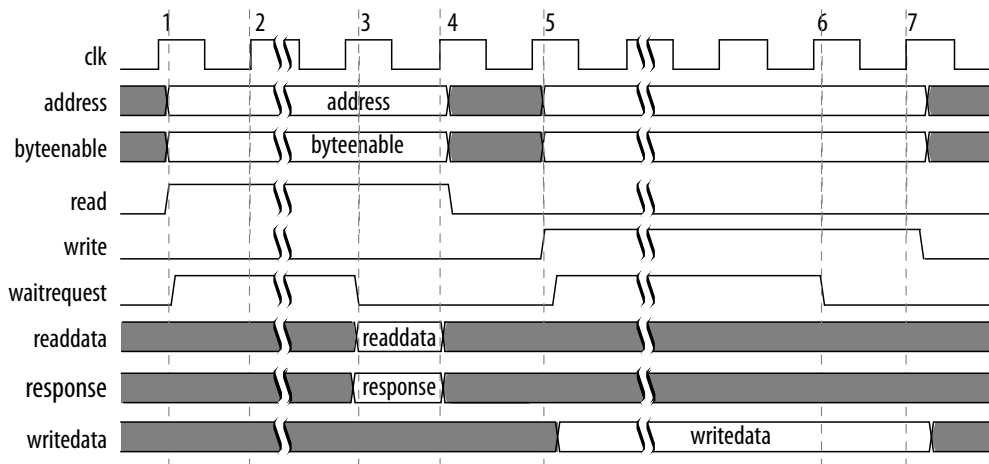 1 2 3 4 5 6 7
clk
address address
byteenable byteenable
read
write
waitrequest
readdata readdata
response response
writedata writedata